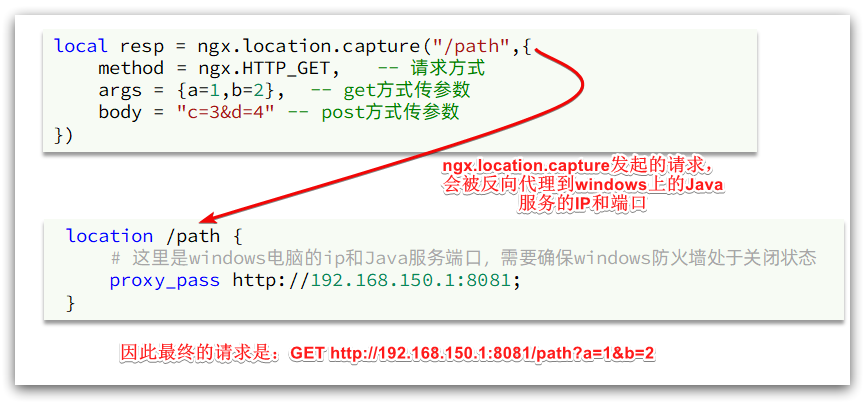 local resp = ngx.location.capture("/path",{
method = ngx.HTTP_GET, -- 请求方式
args = {a=1,b=2}, -- get方式传参数
body = "c=3&d=4" -- post方式传参数
})
ngx.location.capture发起的请求，
会被反向代理到windows上的Java
服务的IP和端口
location /path {
# 这里是windows电脑的ip和Java服务端口，需要确保windows防火墙处于关闭状态
proxy_pass http://192.168.150.1:8081;
}
因此最终的请求是：GET http://192.168.150.1:8081/path?a=1&b=2